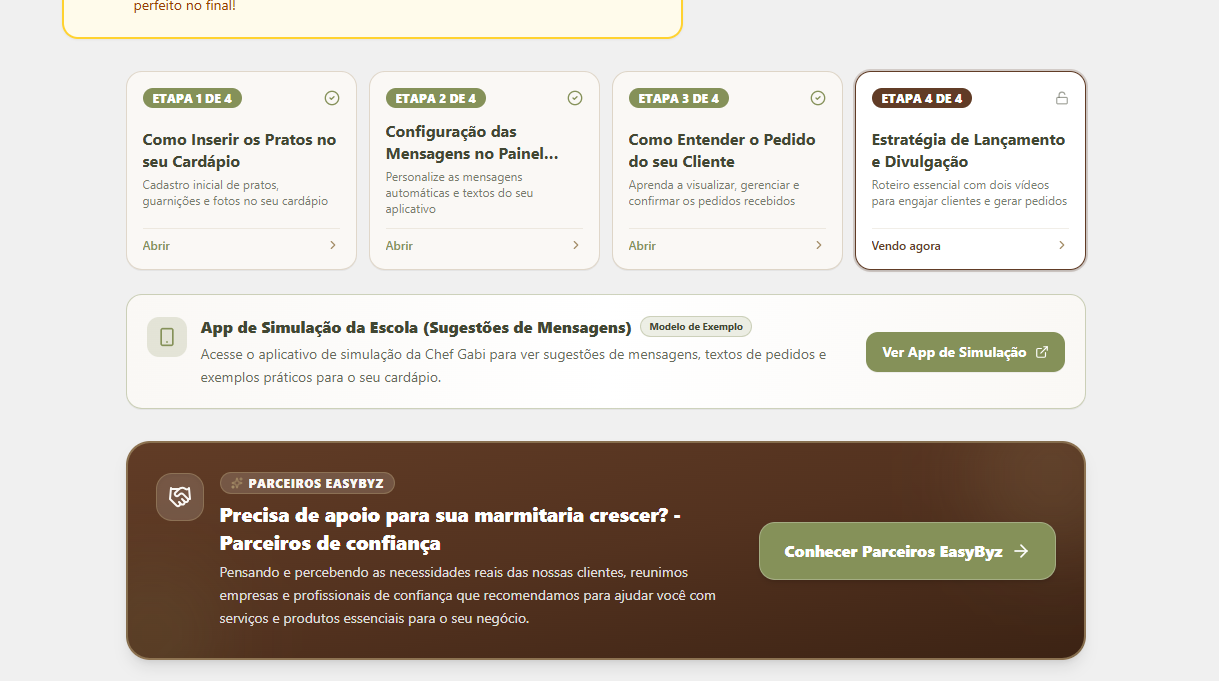 perfeito no final!
ETAPA 1 DE 4
Como Inserir os Pratos no
seu Cardápio
Cadastro inicial de pratos,
guarnições e fotos no seu cardápio
Abrir
ETAPA 2 DE 4
Configuração das
Mensagens no Painel...
Personalize as mensagens
automáticas e textos do seu
aplicativo
Abrir
ETAPA 3 DE 4
Como Entender o Pedido
do seu Cliente
Aprenda a visualizar, gerenciar e
confirmar os pedidos recebidos
Abrir
ETAPA 4 DE 4
Estratégia de Lançamento
e Divulgação
Roteiro essencial com dois vídeos
para engajar clientes e gerar pedidos
Vendo agora
App de Simulação da Escola (Sugestões de Mensagens)
Modelo de Exemplo
Acesse o aplicativo de simulação da Chef Gabi para ver sugestões de mensagens, textos de pedidos e
exemplos práticos para o seu cardápio.
Ver App de Simulação
PARCEIROS EASYBYZ
Precisa de apoio para sua marmitaria crescer? -
Parceiros de confiança
Pensando e percebendo as necessidades reais das nossas clientes, reunimos
empresas e profissionais de confiança que recomendamos para ajudar você com
serviços e produtos essenciais para o seu negócio.
Conhecer Parceiros EasyByz